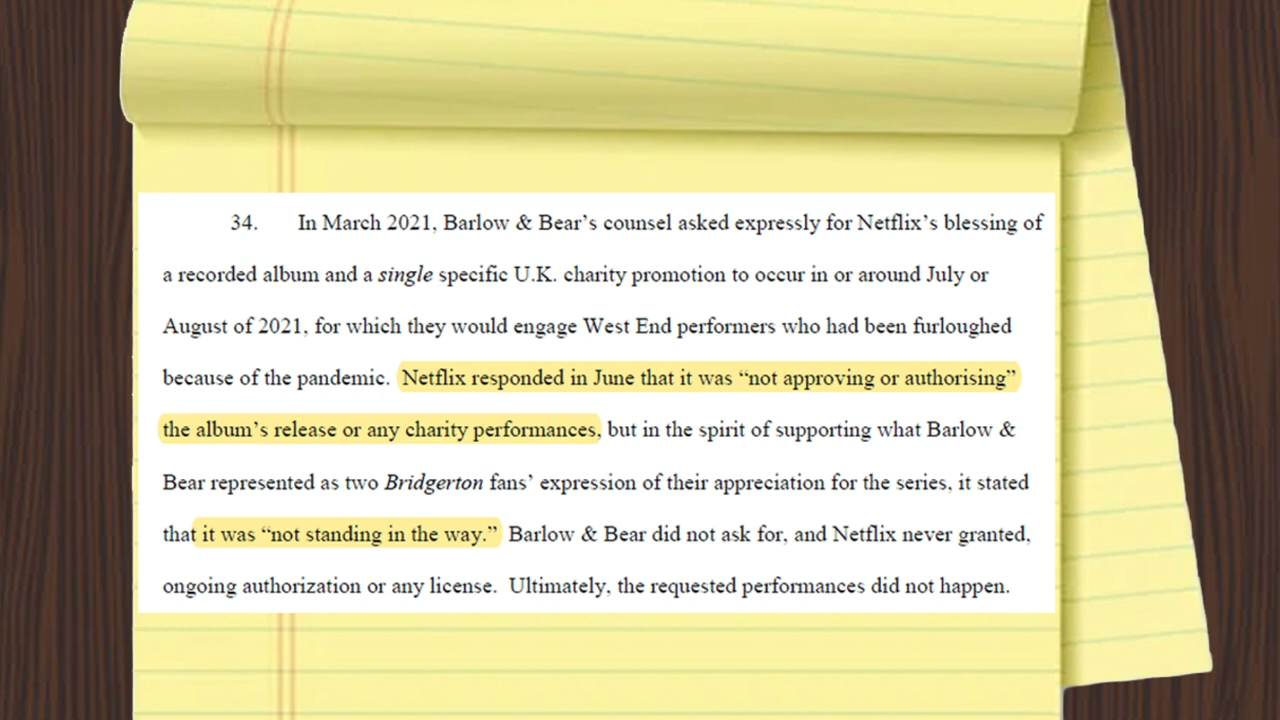 34. In March 2021, Barlow & Bear’s counsel asked expressly for Netflix’s blessing of
a recorded album and a single specific U.K. charity promotion to occur in or around July or
August of 2021, for which they would engage West End performers who had been furloughed
because of the pandemic. Netflix responded in June that it was “not approving or authorising”
the album’s release or any charity performances, but in the spirit of supporting what Barlow &
Bear represented as two Bridgerton fans’ expression of their appreciation for the series, it stated
that it was “not standing in the way.” Barlow & Bear did not ask for, and Netflix never granted,
ongoing authorization or any license. Ultimately, the requested performances did not happen.